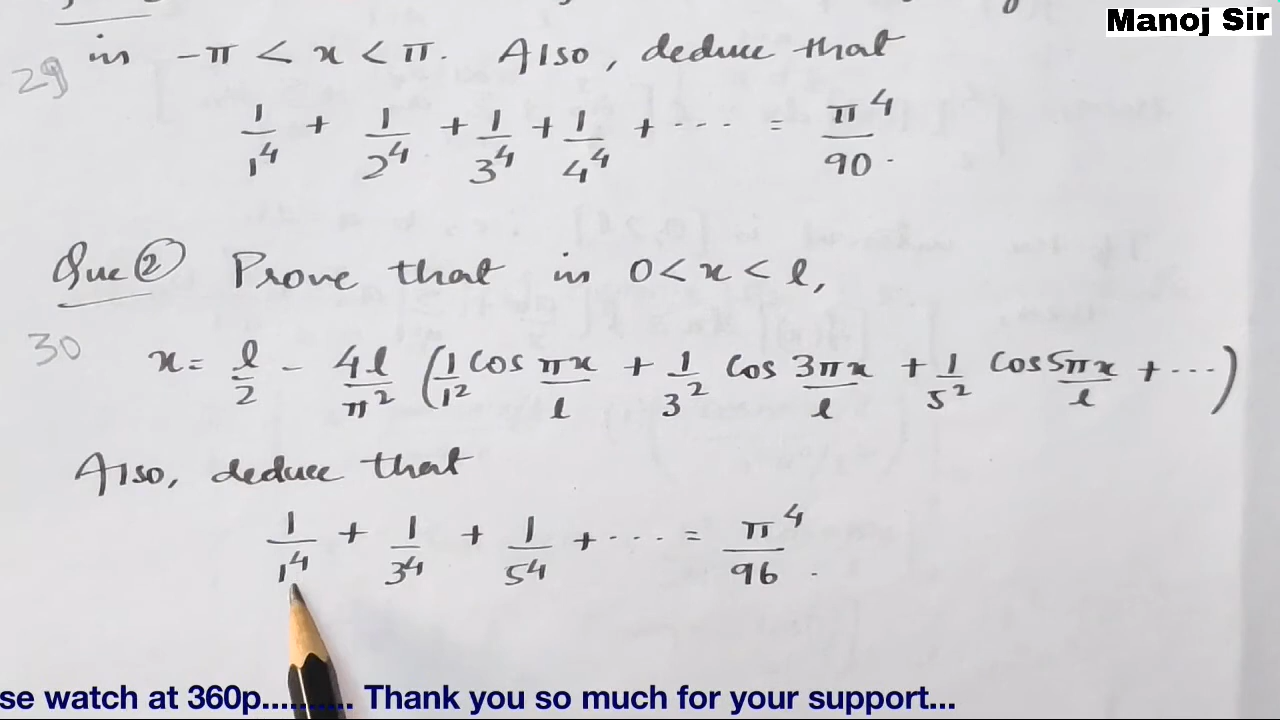 Manoj Sir
29 in -π < x < π. Also, deduce that
1/1⁴ + 1/2⁴ + 1/3⁴ + 1/4⁴ + ... = π⁴/90.
Que ② Prove that in 0 < x < l,
30 x = l/2 - 4l/π² (1/1² cos πx/l + 1/3² cos 3πx/l + 1/5² cos 5πx/l + ...)
Also, deduce that
1/1⁴ + 1/3⁴ + 1/5⁴ + ... = π⁴/96.
se watch at 360p.......... Thank you so much for your support...